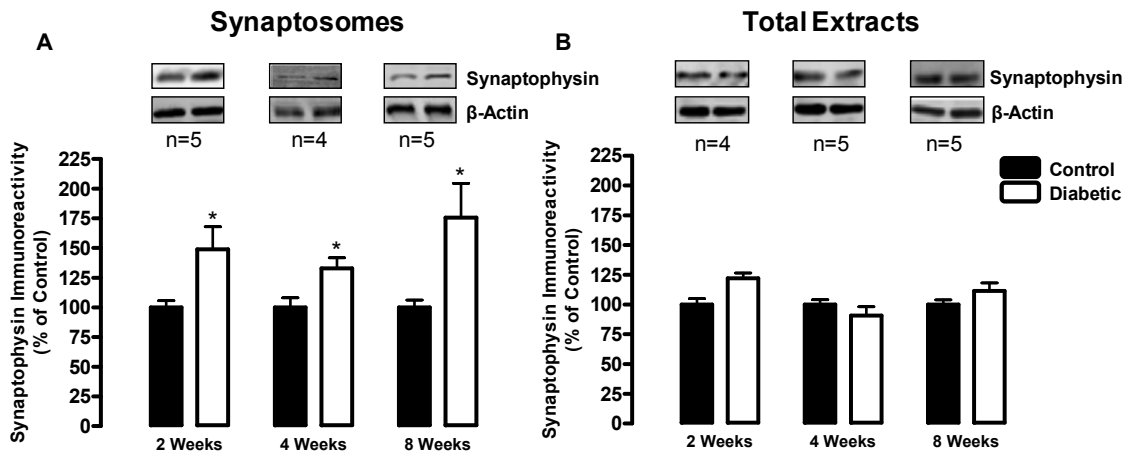 Synaptosomes
A
Synaptophysin
β-Actin
n=5 n=4 n=5
Synaptophysin Immunoreactivity
(% of Control)
225
200
175
150
125
100
75
50
25
0
*
*
*
2 Weeks 4 Weeks 8 Weeks
Total Extracts
B
Synaptophysin
β-Actin
n=4 n=5 n=5
Control
Diabetic
Synaptophysin Immunoreactivity
(% of Control)
225
200
175
150
125
100
75
50
25
0
2 Weeks 4 Weeks 8 Weeks